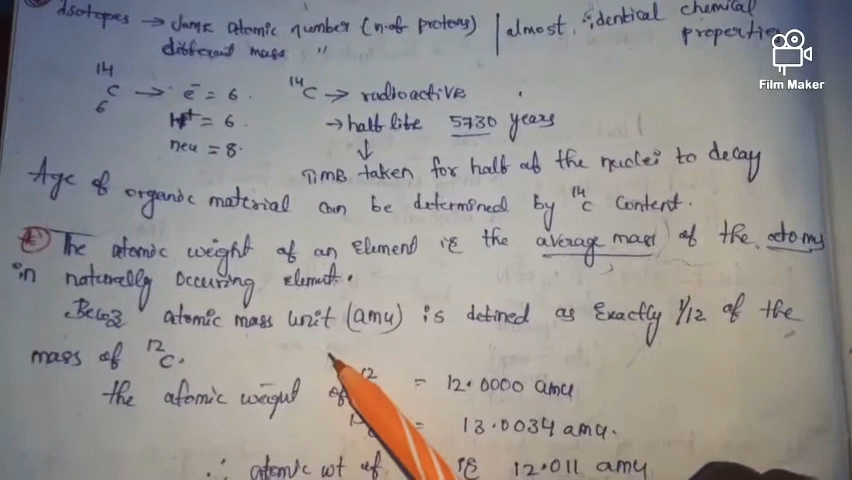 Isotopes → Same atomic number (n.of protons) | almost identical chemical
different mass " properties
Film Maker
14
6 C → e⁻ = 6. ¹⁴C → radioactive
H⁺ = 6 → half life 5730 years
neu = 8. ↓
Time taken for half of the nuclei to decay
Age of organic material can be determined by ¹⁴C content.
The atomic weight of an element is the average mass of the atoms
in naturally occuring element.
atomic mass unit (amu) is defined as Exactly 1/12 of the
mass of ¹²C.
the atomic weight of ¹² = 12.0000 amu
= 13.0034 amu.
∴ atomic wt of is 12.011 amu